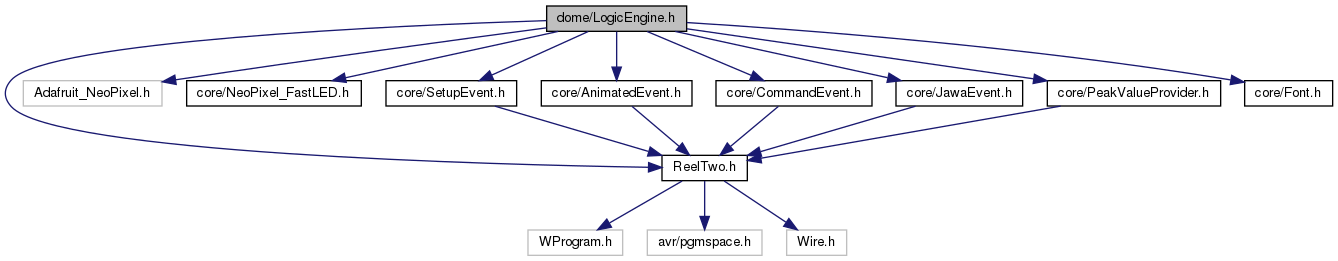 dome/LogicEngine.h
Adafruit_NeoPixel.h
core/NeoPixel_FastLED.h
core/SetupEvent.h
core/AnimatedEvent.h
core/CommandEvent.h
core/JawaEvent.h
core/PeakValueProvider.h
core/Font.h
ReelTwo.h
WProgram.h
avr/pgmspace.h
Wire.h